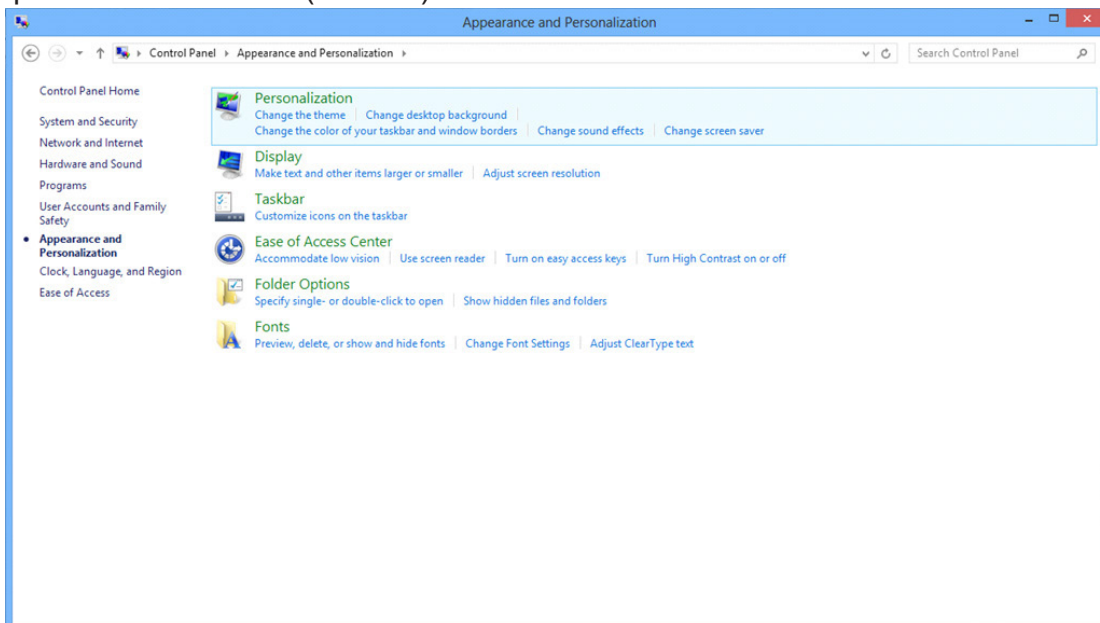 Appearance and Personalization
Control Panel Appearance and Personalization
Search Control Panel
Control Panel Home
System and Security
Network and Internet
Hardware and Sound
Programs
User Accounts and Family
Safety
Appearance and
Personalization
Clock, Language, and Region
Ease of Access
Personalization
Change the theme Change desktop background
Change the color of your taskbar and window borders Change sound effects Change screen saver
Display
Make text and other items larger or smaller Adjust screen resolution
Taskbar
Customize icons on the taskbar
Ease of Access Center
Accommodate low vision Use screen reader Turn on easy access keys Turn High Contrast on or off
Folder Options
Specify single- or double-click to open Show hidden files and folders
Fonts
Preview, delete, or show and hide fonts Change Font Settings Adjust ClearType text